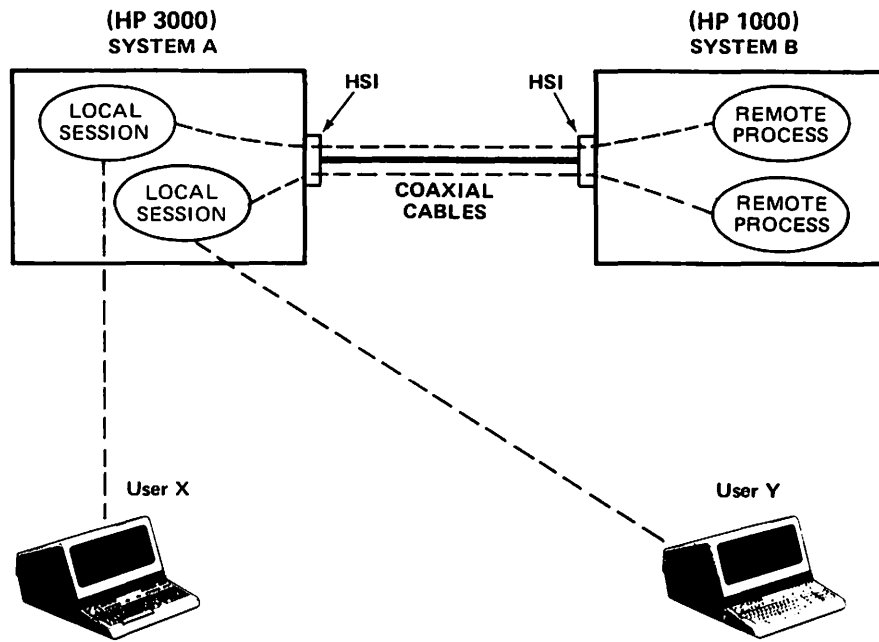 (HP 3000)
SYSTEM A
(HP 1000)
SYSTEM B
HSI
HSI
LOCAL
SESSION
LOCAL
SESSION
REMOTE
PROCESS
REMOTE
PROCESS
COAXIAL
CABLES
User X
User Y